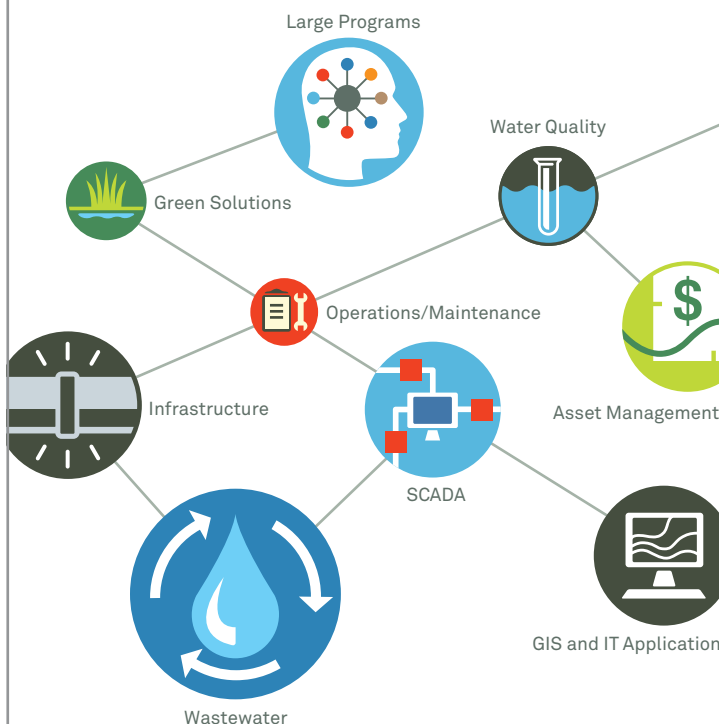 Large Programs
Water Quality
Green Solutions
Operations/Maintenance
$
Infrastructure
Asset Management
SCADA
GIS and IT Application
Wastewater